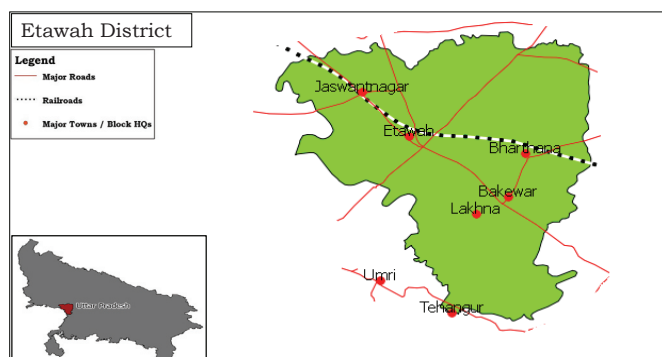 Etawah District
Legend
Major Roads
Railroads
Major Towns / Block HQs
Jaswantnagar
Etawah
Bharthana
Bakewar
Lakhna
Umri
Tehangur
Uttar Pradesh